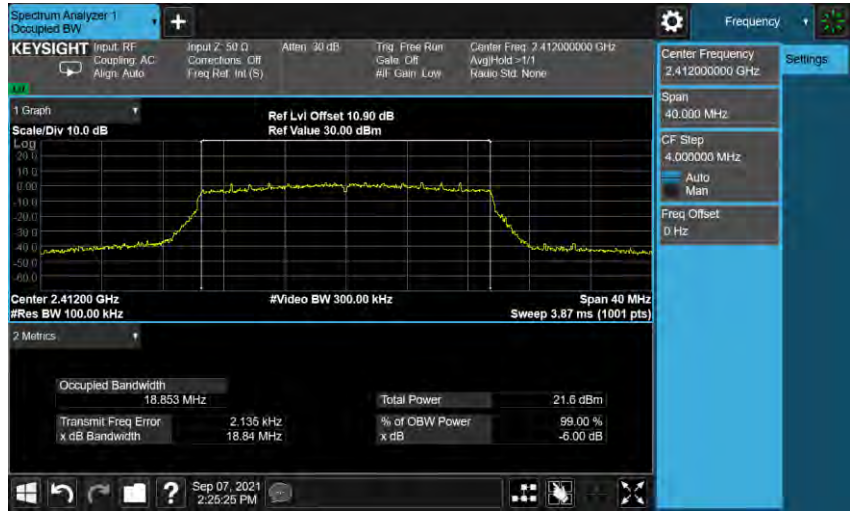 Spectrum Analyzer 1
Occupied BW
Frequency
KEYSIGHT
Input: RF
Coupling: AC
Align: Auto
Input Z: 50 Ω
Corrections: Off
Freq Ref: Int (S)
Atten: 30 dB
Trig: Free Run
Gate: Off
#IF Gain: Low
Center Freq: 2.412000000 GHz
Avg|Hold:>1/1
Radio Std: None
Center Frequency
2.412000000 GHz
Settings
Span
40.000 MHz
CF Step
4.000000 MHz
Auto
Man
Freq Offset
0 Hz
1 Graph
Scale/Div 10.0 dB
Ref Lvl Offset 10.90 dB
Ref Value 30.00 dBm
Log
20.0
10.0
0.00
-10.0
-20.0
-30.0
-40.0
-50.0
-60.0
Center 2.41200 GHz
#Video BW 300.00 kHz
Span 40 MHz
#Res BW 100.00 kHz
Sweep 3.87 ms (1001 pts)
2 Metrics
Occupied Bandwidth
18.853 MHz
Total Power 21.6 dBm
Transmit Freq Error 2.135 kHz
% of OBW Power 99.00 %
x dB Bandwidth 18.84 MHz
x dB -6.00 dB
?
Sep 07, 2021
2:25:25 PM